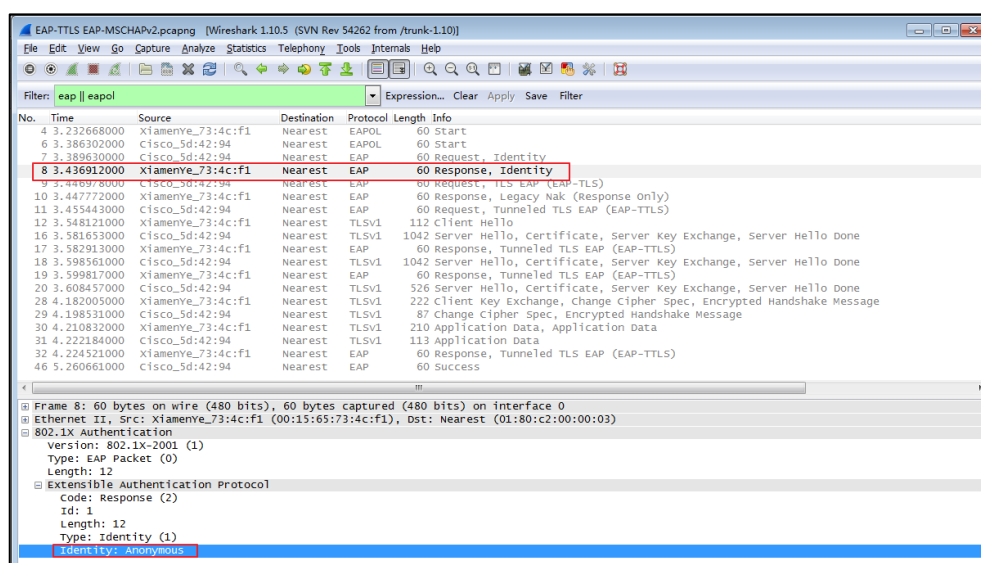 EAP-TTLS EAP-MSCHAPv2.pcapng [Wireshark 1.10.5 (SVN Rev 54262 from /trunk-1.10)]
File Edit View Go Capture Analyze Statistics Telephony Tools Internals Help
Filter: eap || eapol Expression... Clear Apply Save Filter
No. Time Source Destination Protocol Length Info
4 3.232668000 XiamenYe_73:4c:f1 Nearest EAPOL 60 Start
6 3.386302000 XiamenYe_73:4c:f1 Nearest EAPOL 60 Start
7 3.389630000 Cisco_5d:42:94 Nearest EAP 60 Request, Identity
8 3.436912000 XiamenYe_73:4c:f1 Nearest EAP 60 Response, Identity
9 3.446978000 Cisco_5d:42:94 Nearest EAP 60 Request, TLS EAP (EAP-TLS)
10 3.447772000 XiamenYe_73:4c:f1 Nearest EAP 60 Response, Legacy Nak (Response Only)
11 3.455443000 Cisco_5d:42:94 Nearest EAP 60 Request, Tunneled TLS EAP (EAP-TTLS)
12 3.548121000 XiamenYe_73:4c:f1 Nearest TLSv1 112 Client Hello
16 3.581653000 Cisco_5d:42:94 Nearest TLSv1 1042 Server Hello, Certificate, Server Key Exchange, Server Hello Done
17 3.582913000 XiamenYe_73:4c:f1 Nearest EAP 60 Response, Tunneled TLS EAP (EAP-TTLS)
18 3.598561000 Cisco_5d:42:94 Nearest TLSv1 1042 Server Hello, Certificate, Server Key Exchange, Server Hello Done
19 3.599817000 XiamenYe_73:4c:f1 Nearest EAP 60 Response, Tunneled TLS EAP (EAP-TTLS)
20 3.608457000 Cisco_5d:42:94 Nearest TLSv1 526 Server Hello, Certificate, Server Key Exchange, Server Hello Done
28 4.182005000 XiamenYe_73:4c:f1 Nearest TLSv1 222 Client Key Exchange, Change Cipher Spec, Encrypted Handshake Message
29 4.198531000 Cisco_5d:42:94 Nearest TLSv1 87 Change Cipher Spec, Encrypted Handshake Message
30 4.210832000 XiamenYe_73:4c:f1 Nearest TLSv1 210 Application Data, Application Data
31 4.222184000 Cisco_5d:42:94 Nearest TLSv1 113 Application Data
32 4.224521000 XiamenYe_73:4c:f1 Nearest EAP 60 Response, Tunneled TLS EAP (EAP-TTLS)
46 5.260661000 Cisco_5d:42:94 Nearest EAP 60 Success
Frame 8: 60 bytes on wire (480 bits), 60 bytes captured (480 bits) on interface 0
Ethernet II, Src: XiamenYe_73:4c:f1 (00:15:65:73:4c:f1), Dst: Nearest (01:80:c2:00:00:03)
802.1X Authentication
Version: 802.1X-2001 (1)
Type: EAP Packet (0)
Length: 12
Extensible Authentication Protocol
Code: Response (2)
Id: 1
Length: 12
Type: Identity (1)
Identity: Anonymous